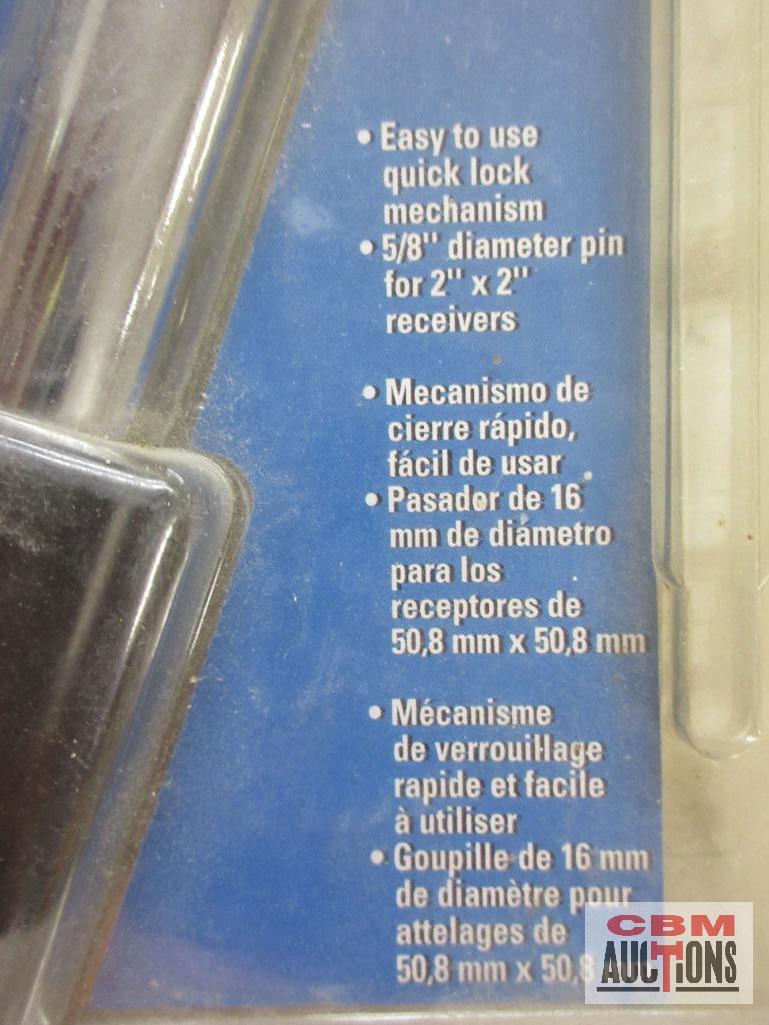 • Easy to use
quick lock
mechanism
• 5/8" diameter pin
for 2" x 2"
receivers
• Mecanismo de
cierre rápido,
fácil de usar
• Pasador de 16
mm de diámetro
para los
receptores de
50,8 mm x 50,8 mm
• Mécanisme
de verrouillage
rapide et facile
à utiliser
• Goupille de 16 mm
de diamètre pour
attelages de
50,8 mm x
CBM
AUCTIONS